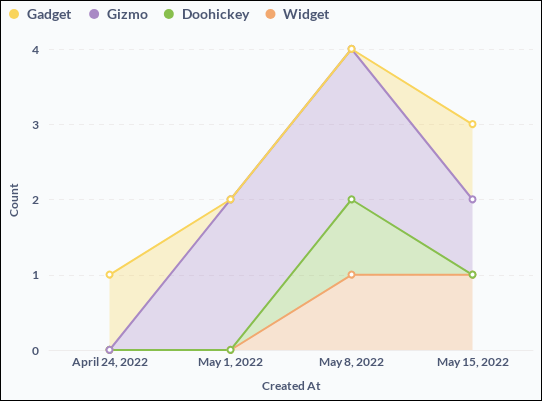 Gadget Gizmo Doohickey Widget
4
3
2
1
0
Count
April 24, 2022 May 1, 2022 May 8, 2022 May 15, 2022
Created At